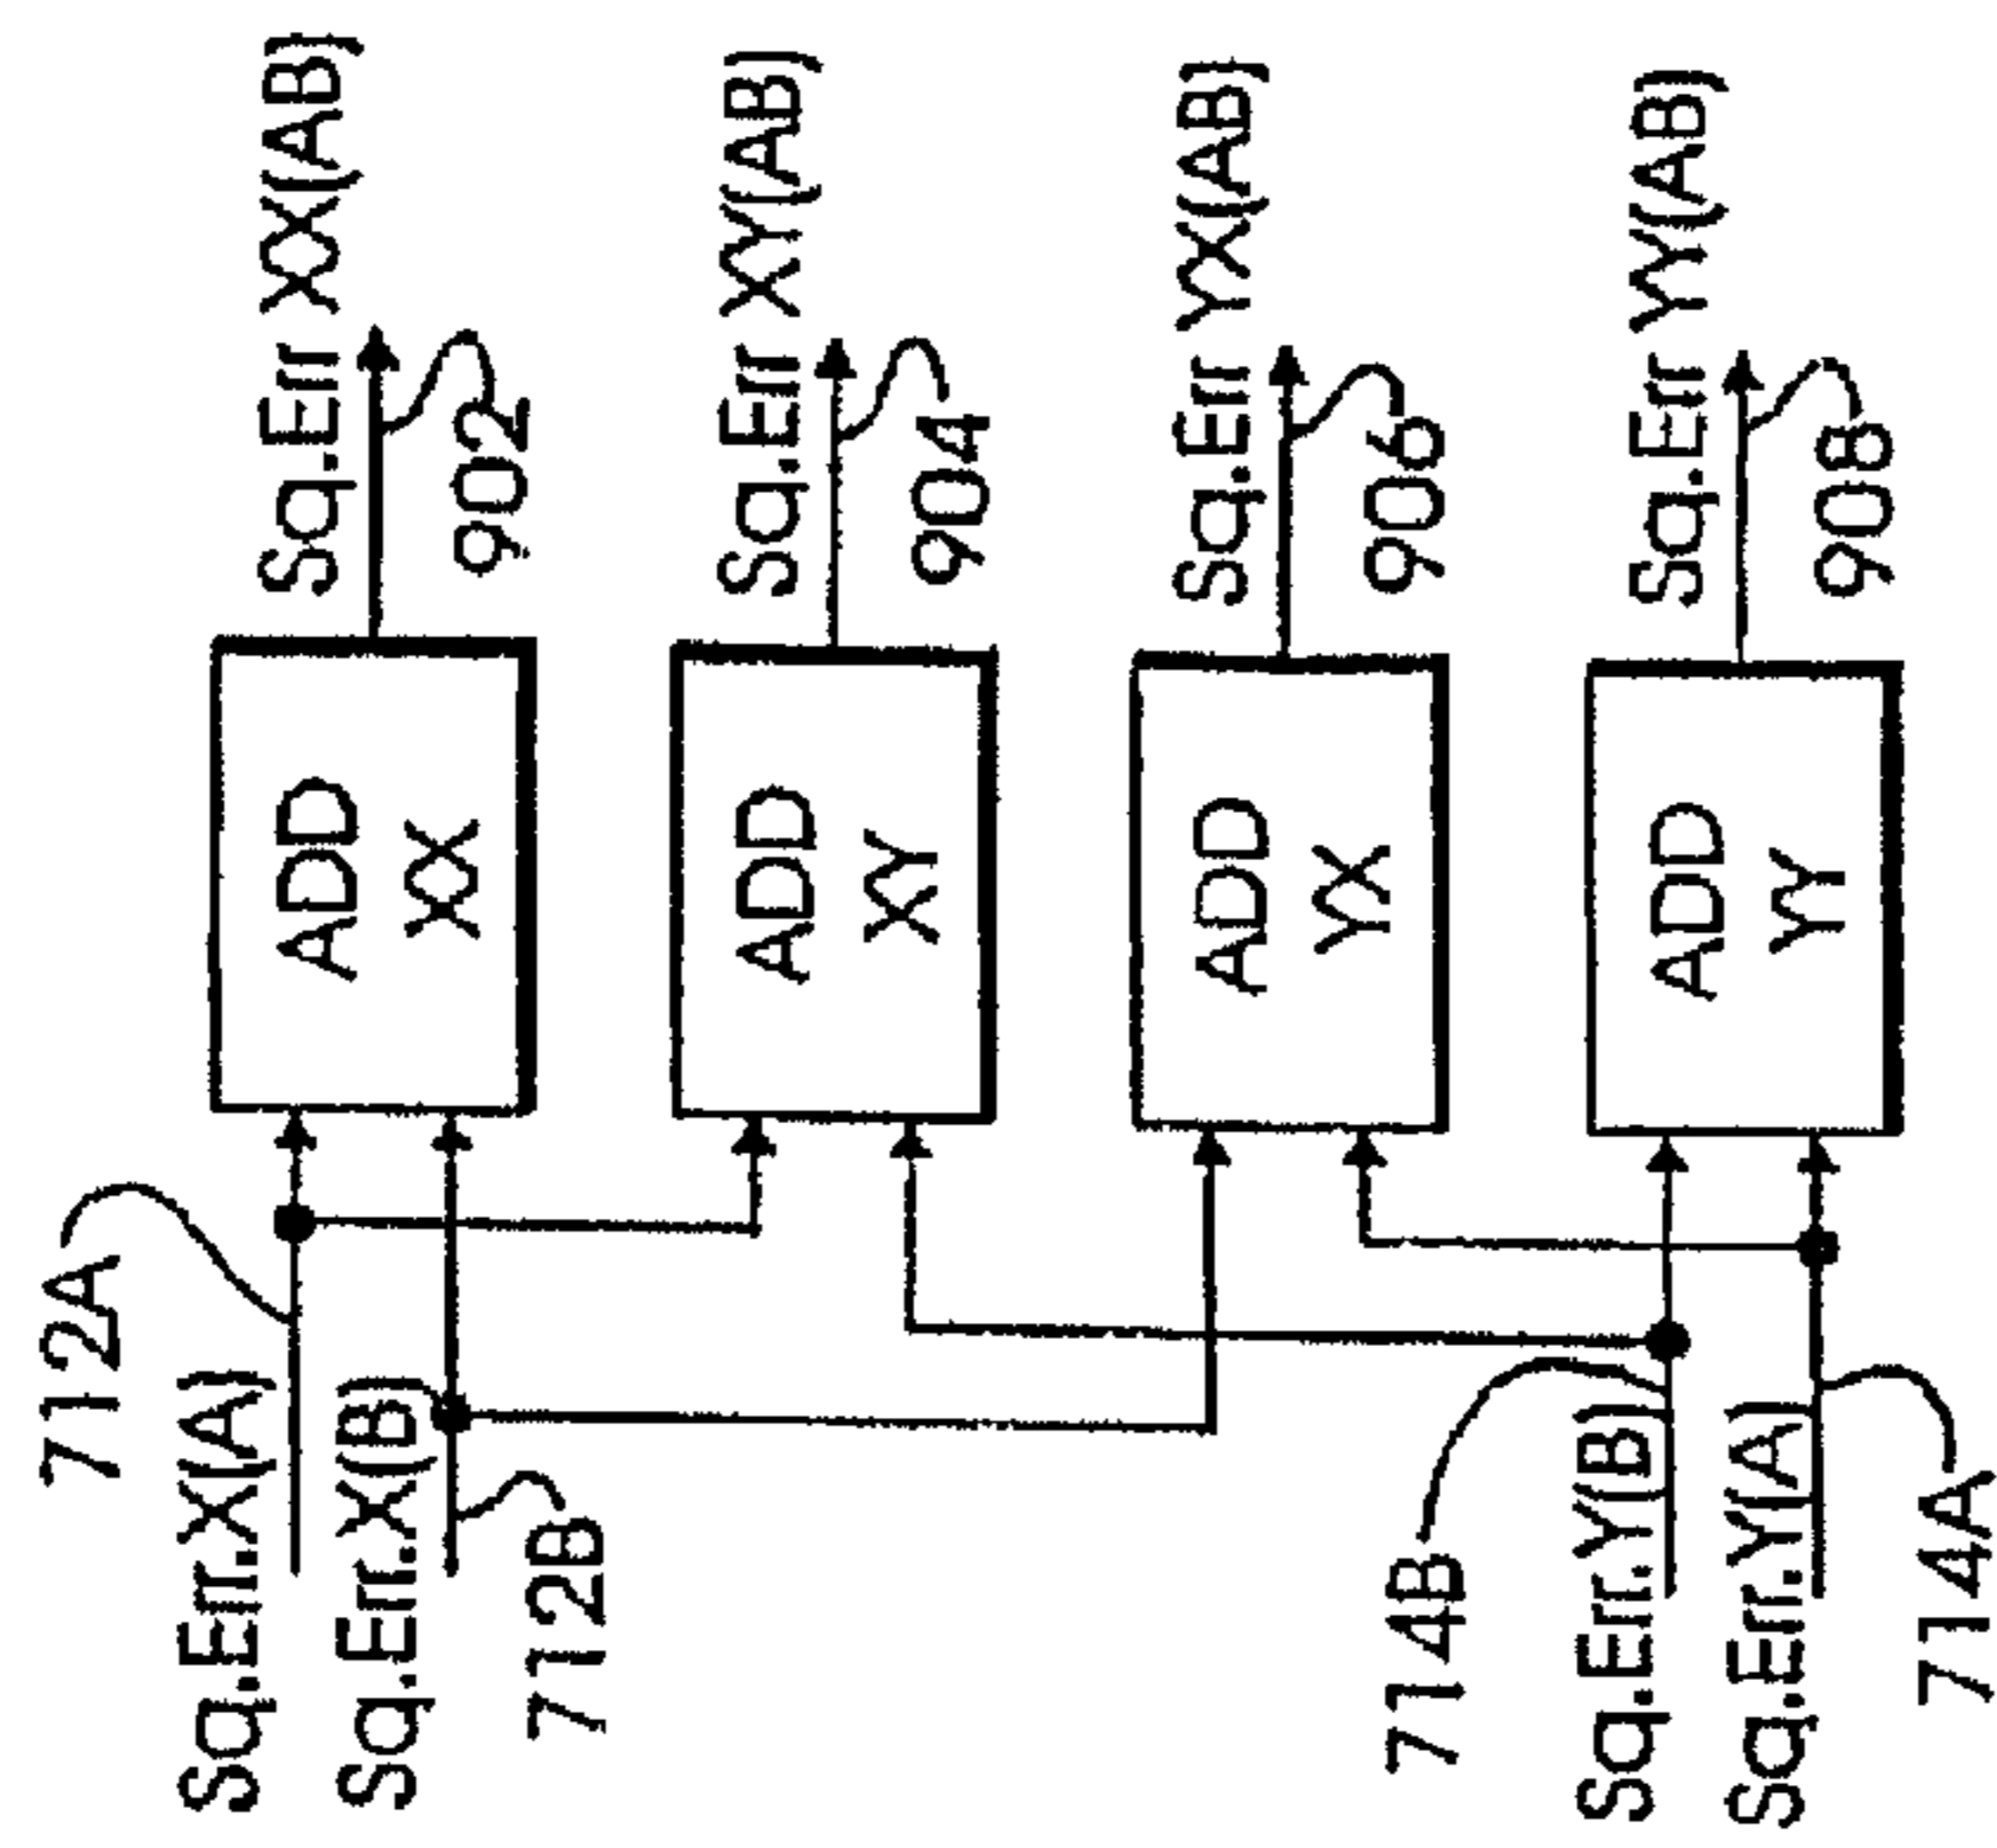 712A
Sq.Err.X(A)
Sq.Err.X(B)
712B
714B
Sq.Err.Y(B)
Sq.Err.Y(A)
714A
ADD
XX
ADD
XY
ADD
YX
ADD
YY
Sq.Err XX(AB)
902
Sq.Err XY(AB)
904
Sq.Err YX(AB)
906
Sq.Err YY(AB)
908